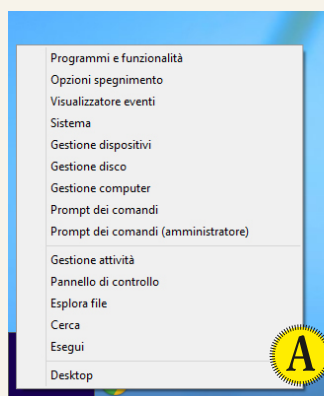 Programmi e funzionalità
Opzioni spegnimento
Visualizzatore eventi
Sistema
Gestione dispositivi
Gestione disco
Gestione computer
Prompt dei comandi
Prompt dei comandi (amministratore)
Gestione attività
Pannello di controllo
Esplora file
Cerca
Esegui
Desktop
A